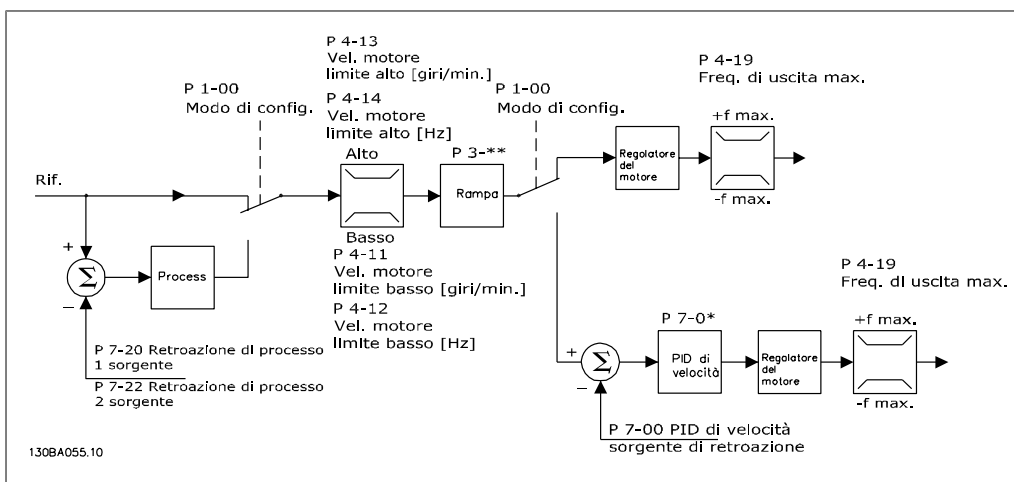 P 4-13
Vel. motore
limite alto [giri/min.]
P 4-14
Vel. motore
limite alto [Hz]
P 1-00
Modo di config.
P 1-00
Modo di config.
P 4-19
Freq. di uscita max.
Alto
P 3-**
Rampa
Regolatore
del
motore
+f max.
-f max.
Rif.
+
Σ
−
Process
Basso
P 4-11
Vel. motore
limite basso [giri/min.]
P 4-12
Vel. motore
limite basso [Hz]
P 7-20 Retroazione di processo
1 sorgente
P 7-22 Retroazione di processo
2 sorgente
P 4-19
Freq. di uscita max.
P 7-0*
+
Σ
−
PID di
velocità
Regolatore
del
motore
+f max.
-f max.
P 7-00 PID di velocità
sorgente di retroazione
130BA055.10